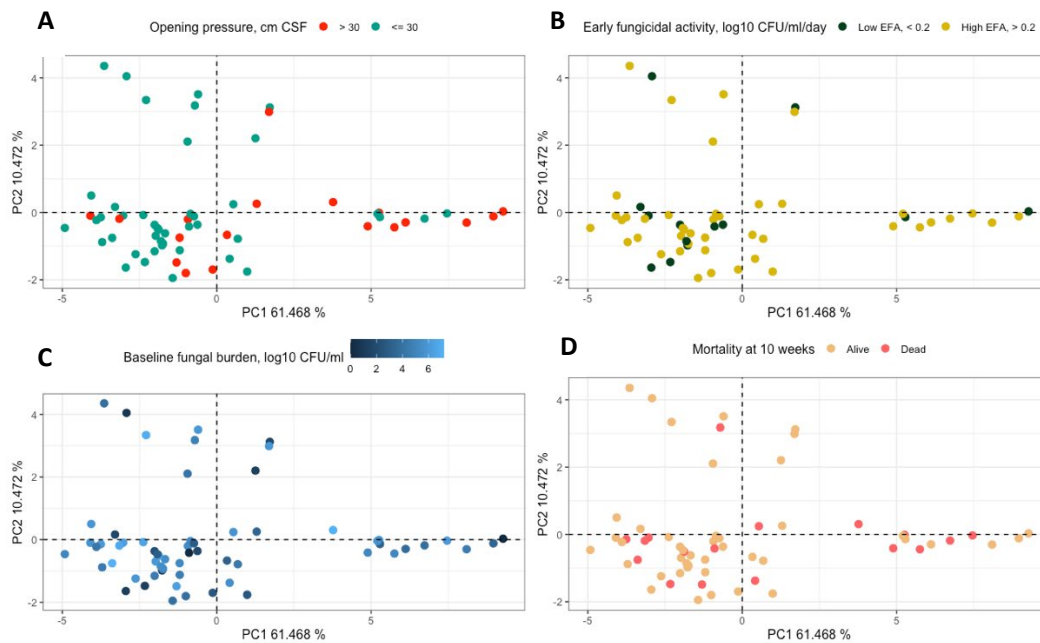 A
Opening pressure, cm CSF > 30 <= 30
4
2
0
-2
PC2 10.472 %
-5 0 5
PC1 61.468 %
B
Early fungicidal activity, log10 CFU/ml/day Low EFA, < 0.2 High EFA, > 0.2
4
2
0
-2
PC2 10.472 %
-5 0 5
PC1 61.468 %
C
Baseline fungal burden, log10 CFU/ml
0 2 4 6
4
2
0
-2
PC2 10.472 %
-5 0 5
PC1 61.468 %
D
Mortality at 10 weeks Alive Dead
4
2
0
-2
PC2 10.472 %
-5 0 5
PC1 61.468 %